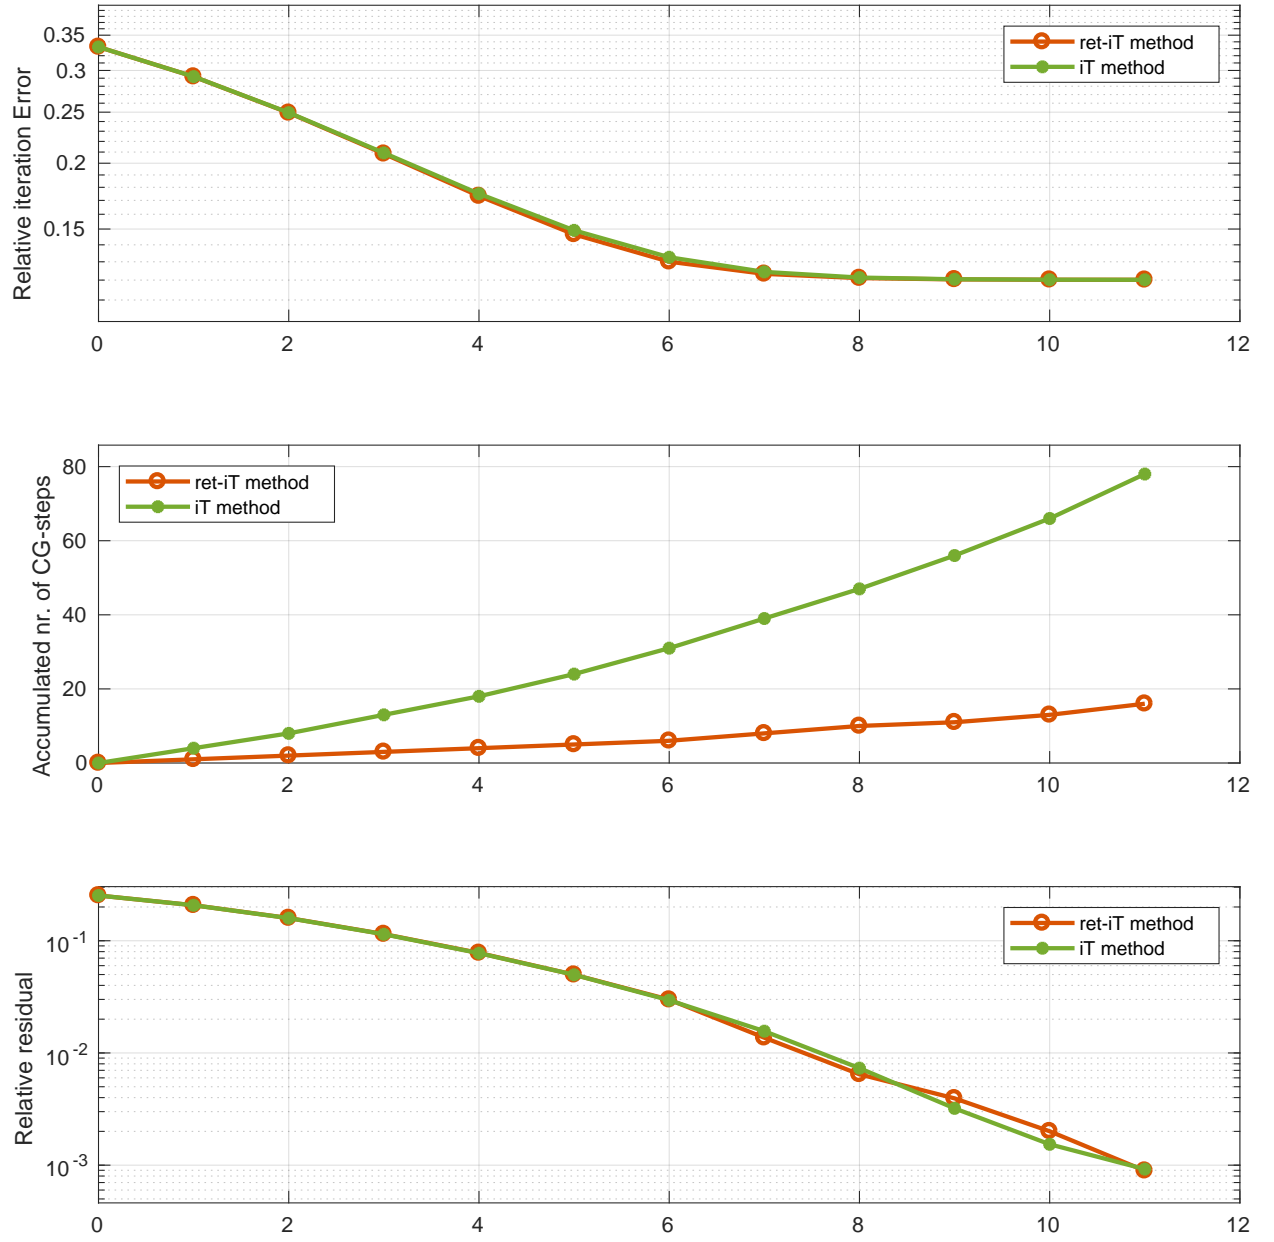 Relative iteration Error
0.35
0.3
0.25
0.2
0.15
ret-iT method
iT method
0 2 4 6 8 10 12
Accumulated nr. of CG-steps
80
60
40
20
0
ret-iT method
iT method
0 2 4 6 8 10 12
Relative residual
10^-1
10^-2
10^-3
ret-iT method
iT method
0 2 4 6 8 10 12